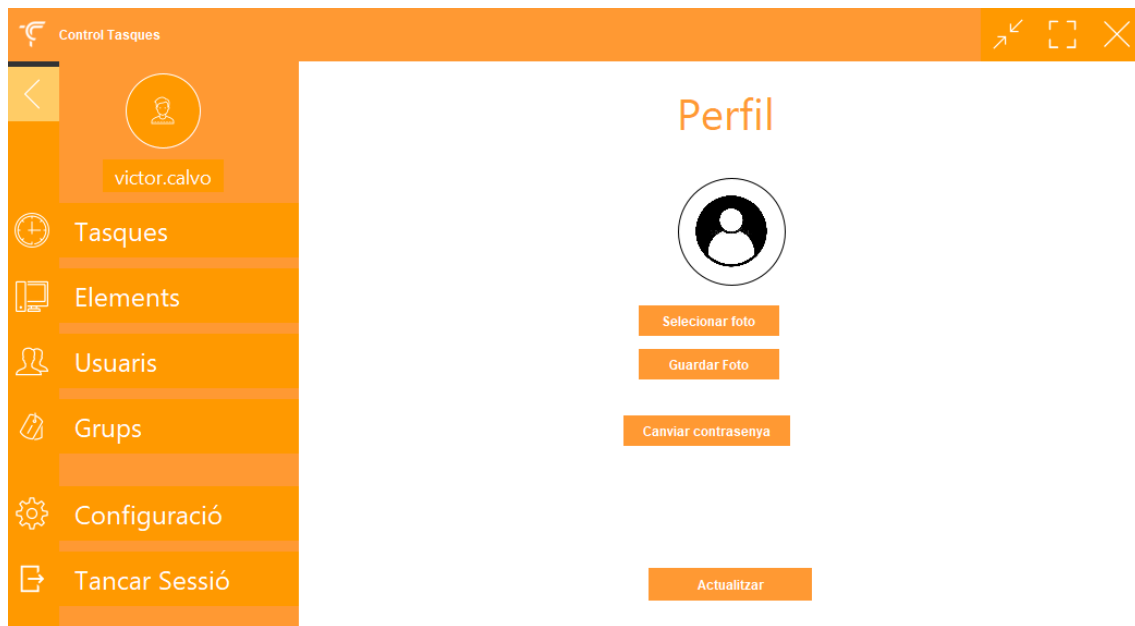 Control Tasques
victor.calvo
Tasques
Elements
Usuaris
Grups
Configuració
Tancar Sessió
Perfil
Selecionar foto
Guardar Foto
Canviar contrasenya
Actualitzar